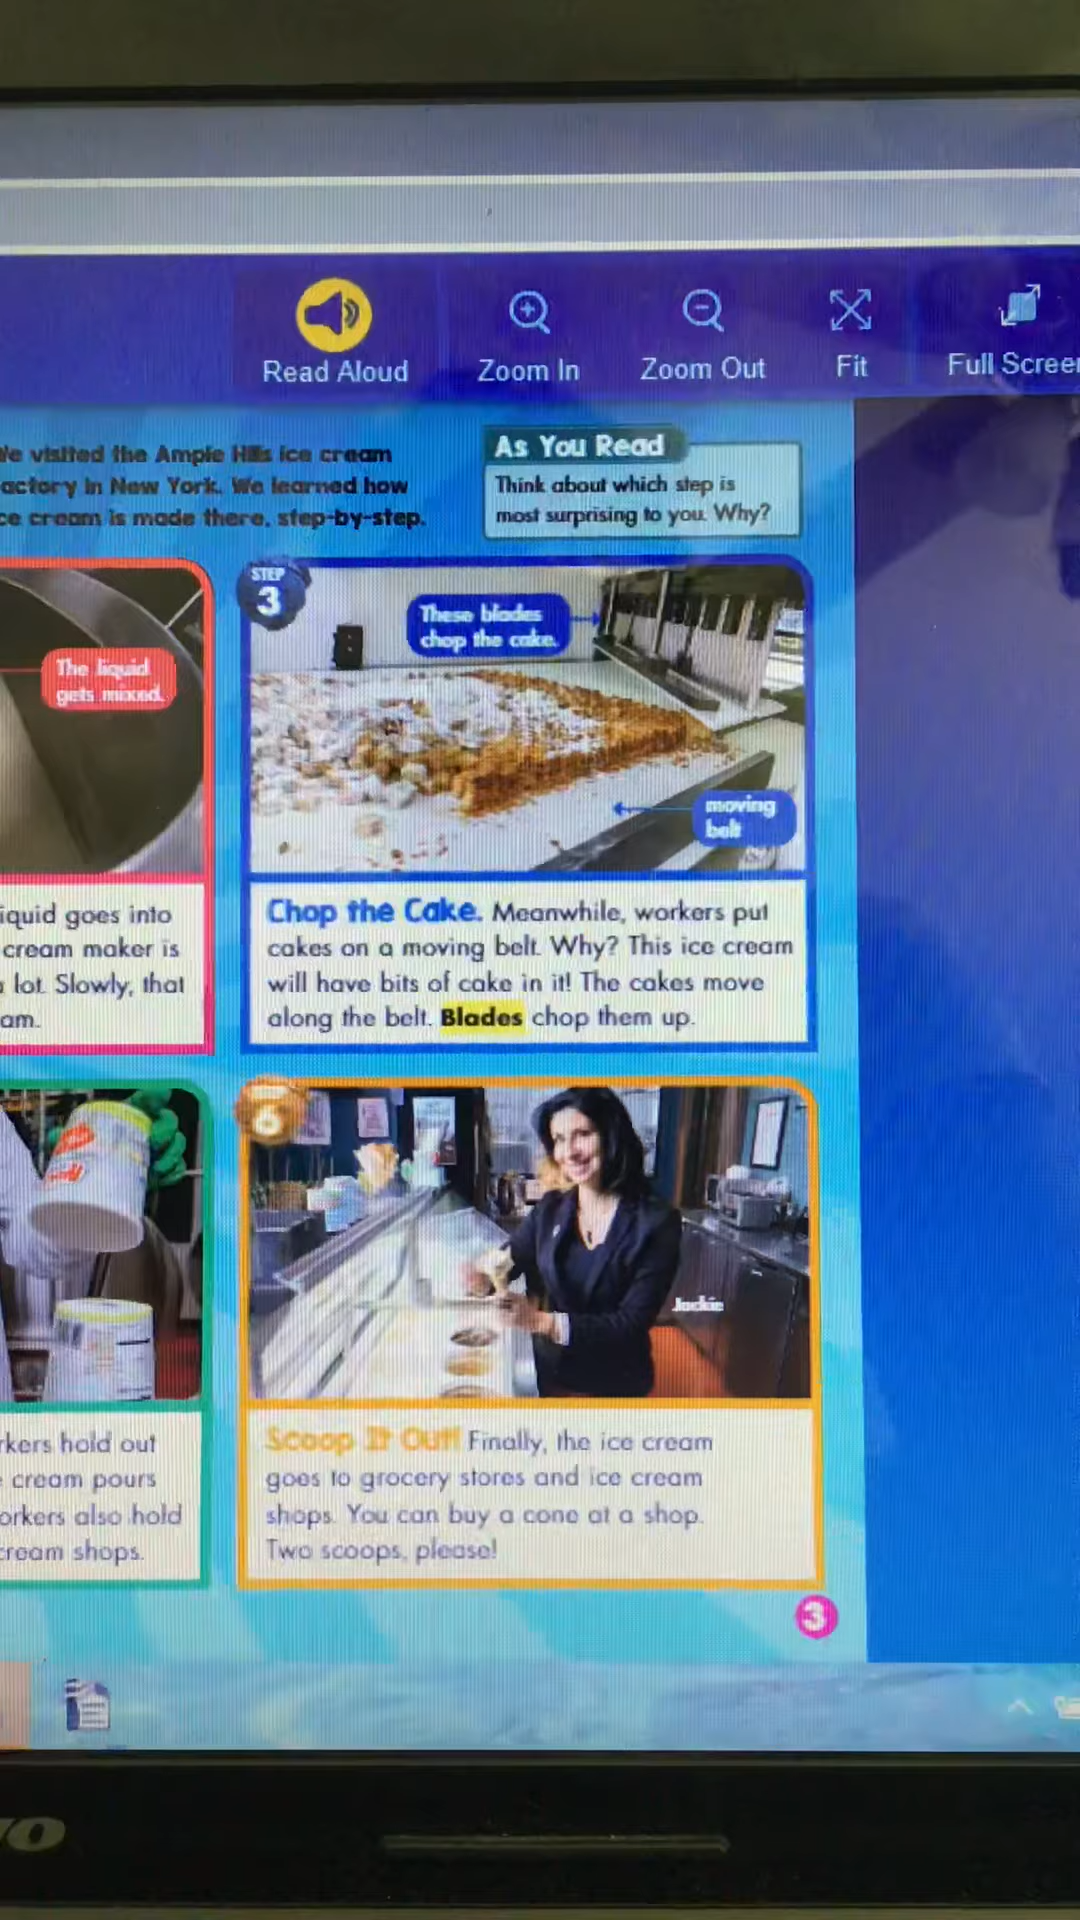 Read Aloud
Zoom In
Zoom Out
Fit
Full Screen
We visited the Ample Hills ice cream
actory in New York. We learned how
ce cream is made there, step-by-step.
As You Read
Think about which step is
most surprising to you. Why?
The liquid
gets mixed.
iquid goes into
cream maker is
a lot. Slowly, that
am.
STEP
3
These blades
chop the cake.
moving
belt
Chop the Cake. Meanwhile, workers put
cakes on a moving belt. Why? This ice cream
will have bits of cake in it! The cakes move
along the belt. Blades chop them up.
rkers hold out
cream pours
orkers also hold
cream shops.
6
Jackie
Scoop It Out! Finally, the ice cream
goes to grocery stores and ice cream
shops. You can buy a cone at a shop.
Two scoops, please!
3